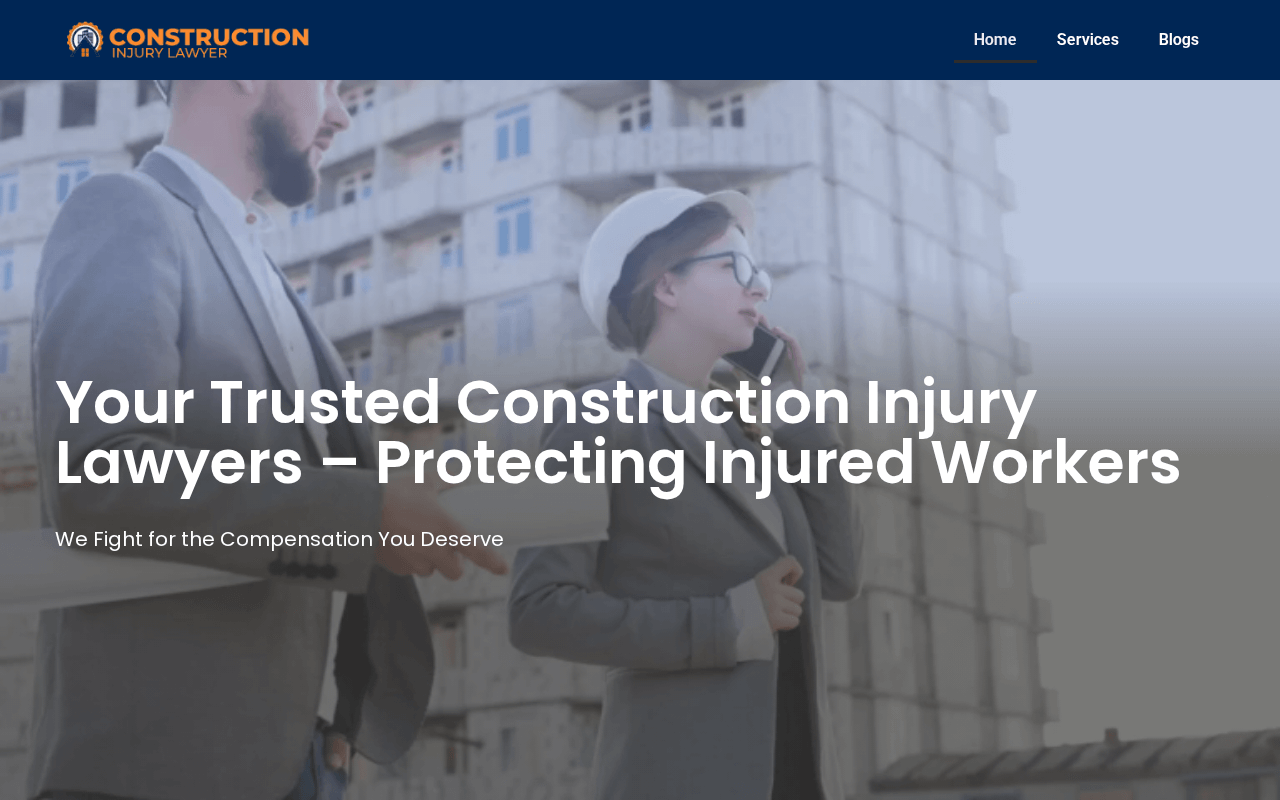 CONSTRUCTION
INJURY LAWYER
Home Services Blogs
Your Trusted Construction Injury
Lawyers – Protecting Injured Workers
We Fight for the Compensation You Deserve